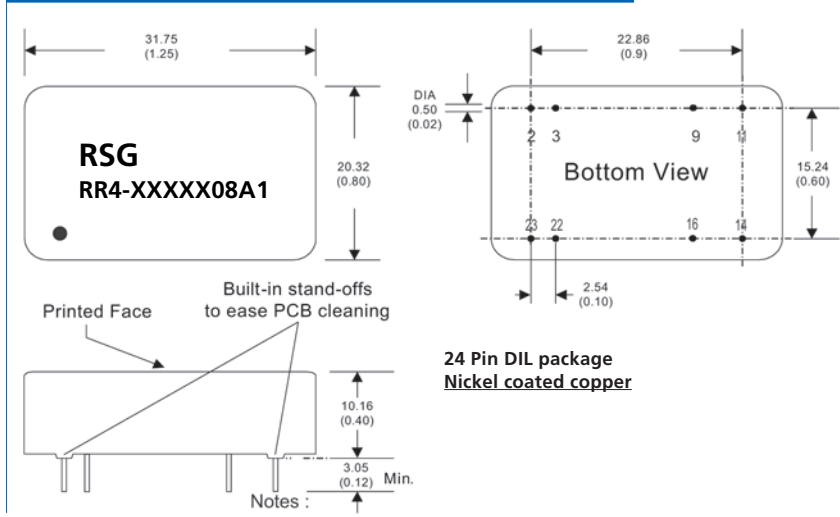 31.75
(1.25)
RSG
RR4-XXXXX08A1
20.32
(0.80)
22.86
(0.9)
DIA
0.50
(0.02)
2 3 9 11
Bottom View
15.24
(0.60)
23 22 16 14
2.54
(0.10)
Printed Face
Built-in stand-offs
to ease PCB cleaning
24 Pin DIL package
Nickel coated copper
10.16
(0.40)
3.05
(0.12) Min.
Notes :